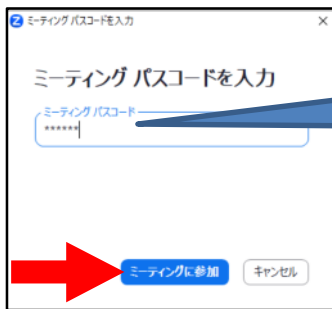 ミーティング パスコードを入力
×
ミーティング パスコードを入力
ミーティング パスコード
******
ミーティングに参加
キャンセル